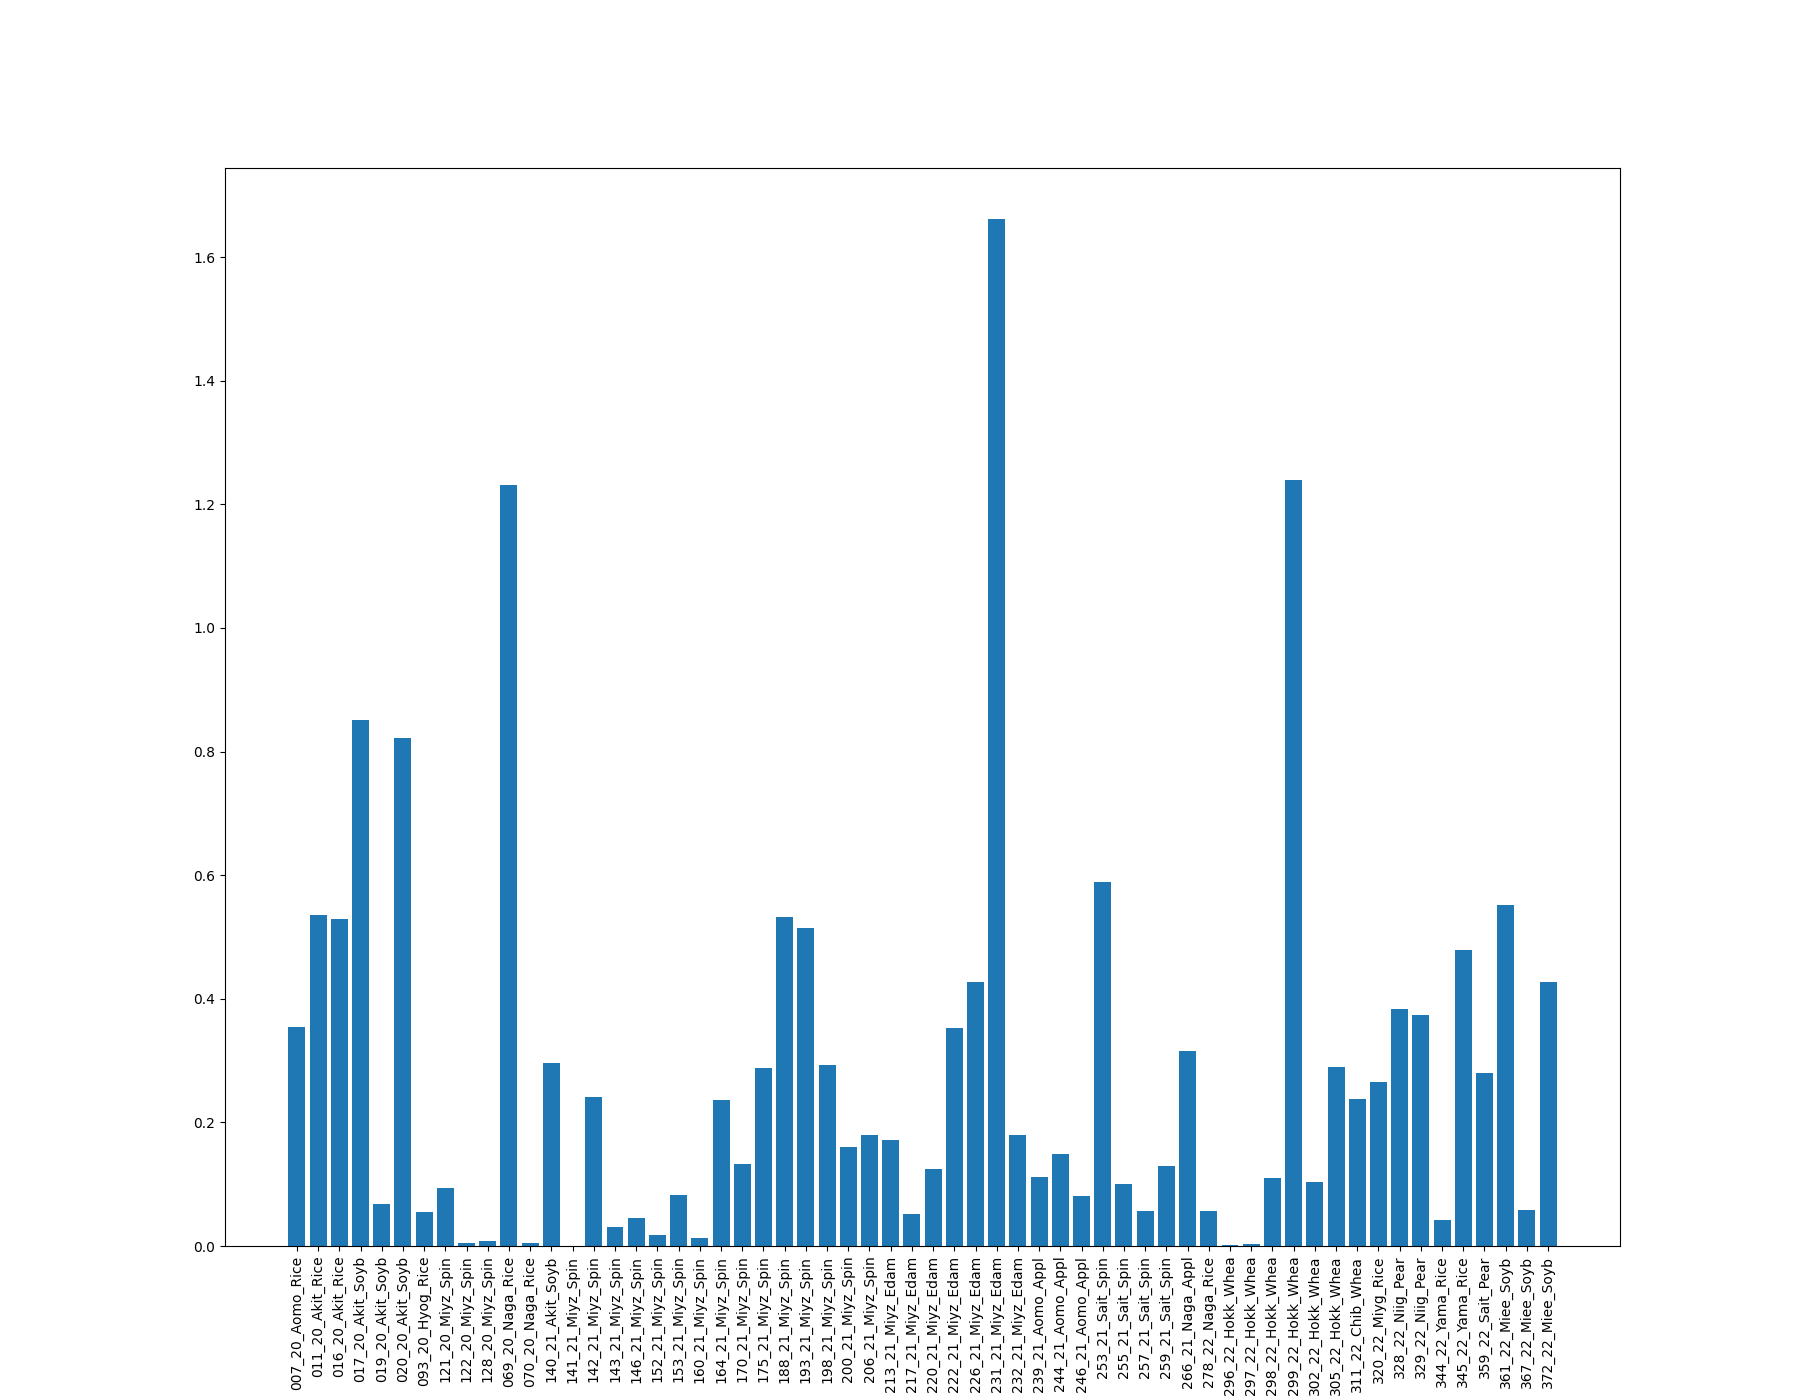 1.6
1.4
1.2
1.0
0.8
0.6
0.4
0.2
0.0
007_20_Aomo_Rice
011_20_Akit_Rice
016_20_Akit_Rice
017_20_Akit_Soyb
019_20_Akit_Soyb
020_20_Akit_Soyb
093_20_Hyog_Rice
121_20_Miyz_Spin
122_20_Miyz_Spin
128_20_Miyz_Spin
069_20_Naga_Rice
070_20_Naga_Rice
140_21_Akit_Soyb
141_21_Miyz_Spin
142_21_Miyz_Spin
143_21_Miyz_Spin
146_21_Miyz_Spin
152_21_Miyz_Spin
153_21_Miyz_Spin
160_21_Miyz_Spin
164_21_Miyz_Spin
170_21_Miyz_Spin
175_21_Miyz_Spin
188_21_Miyz_Spin
193_21_Miyz_Spin
198_21_Miyz_Spin
200_21_Miyz_Spin
206_21_Miyz_Spin
213_21_Miyz_Edam
217_21_Miyz_Edam
220_21_Miyz_Edam
222_21_Miyz_Edam
226_21_Miyz_Edam
231_21_Miyz_Edam
232_21_Miyz_Edam
239_21_Aomo_Appl
244_21_Aomo_Appl
246_21_Aomo_Appl
253_21_Sait_Spin
255_21_Sait_Spin
257_21_Sait_Spin
259_21_Sait_Spin
266_21_Naga_Appl
278_22_Naga_Rice
296_22_Hokk_Whea
297_22_Hokk_Whea
298_22_Hokk_Whea
299_22_Hokk_Whea
302_22_Hokk_Whea
305_22_Hokk_Whea
311_22_Chib_Whea
320_22_Miyg_Rice
328_22_Niig_Pear
329_22_Niig_Pear
344_22_Yama_Rice
345_22_Yama_Rice
359_22_Sait_Pear
361_22_Miee_Soyb
367_22_Miee_Soyb
372_22_Miee_Soyb